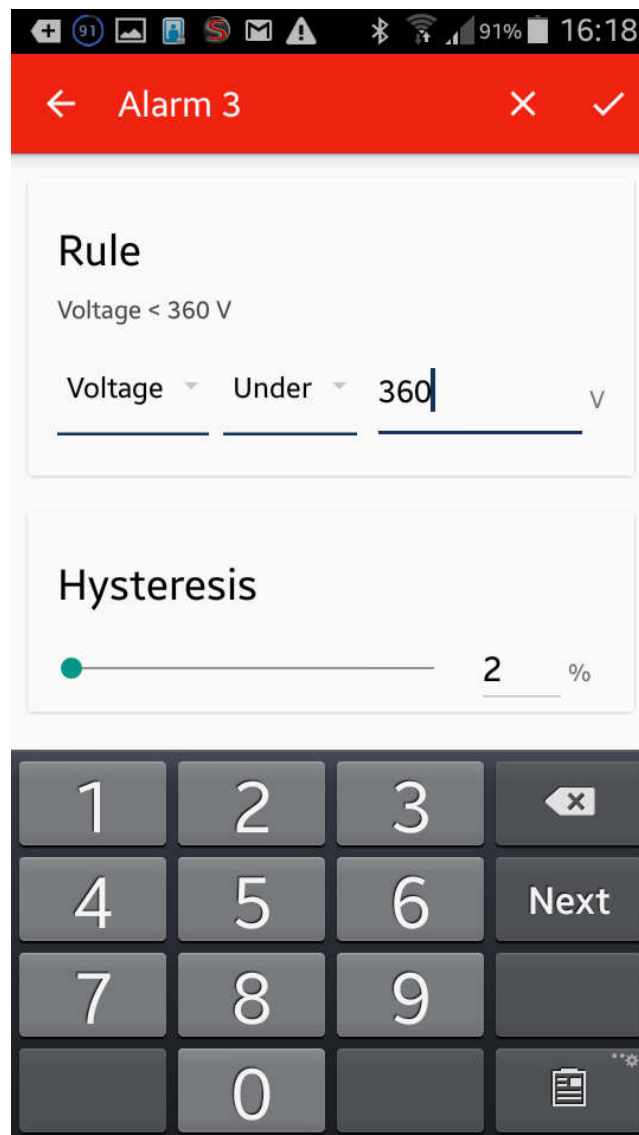 91 91% 16:18
Alarm 3
Rule
Voltage < 360 V
Voltage Under 360 V
Hysteresis
2 %
1 2 3
4 5 6 Next
7 8 9
0